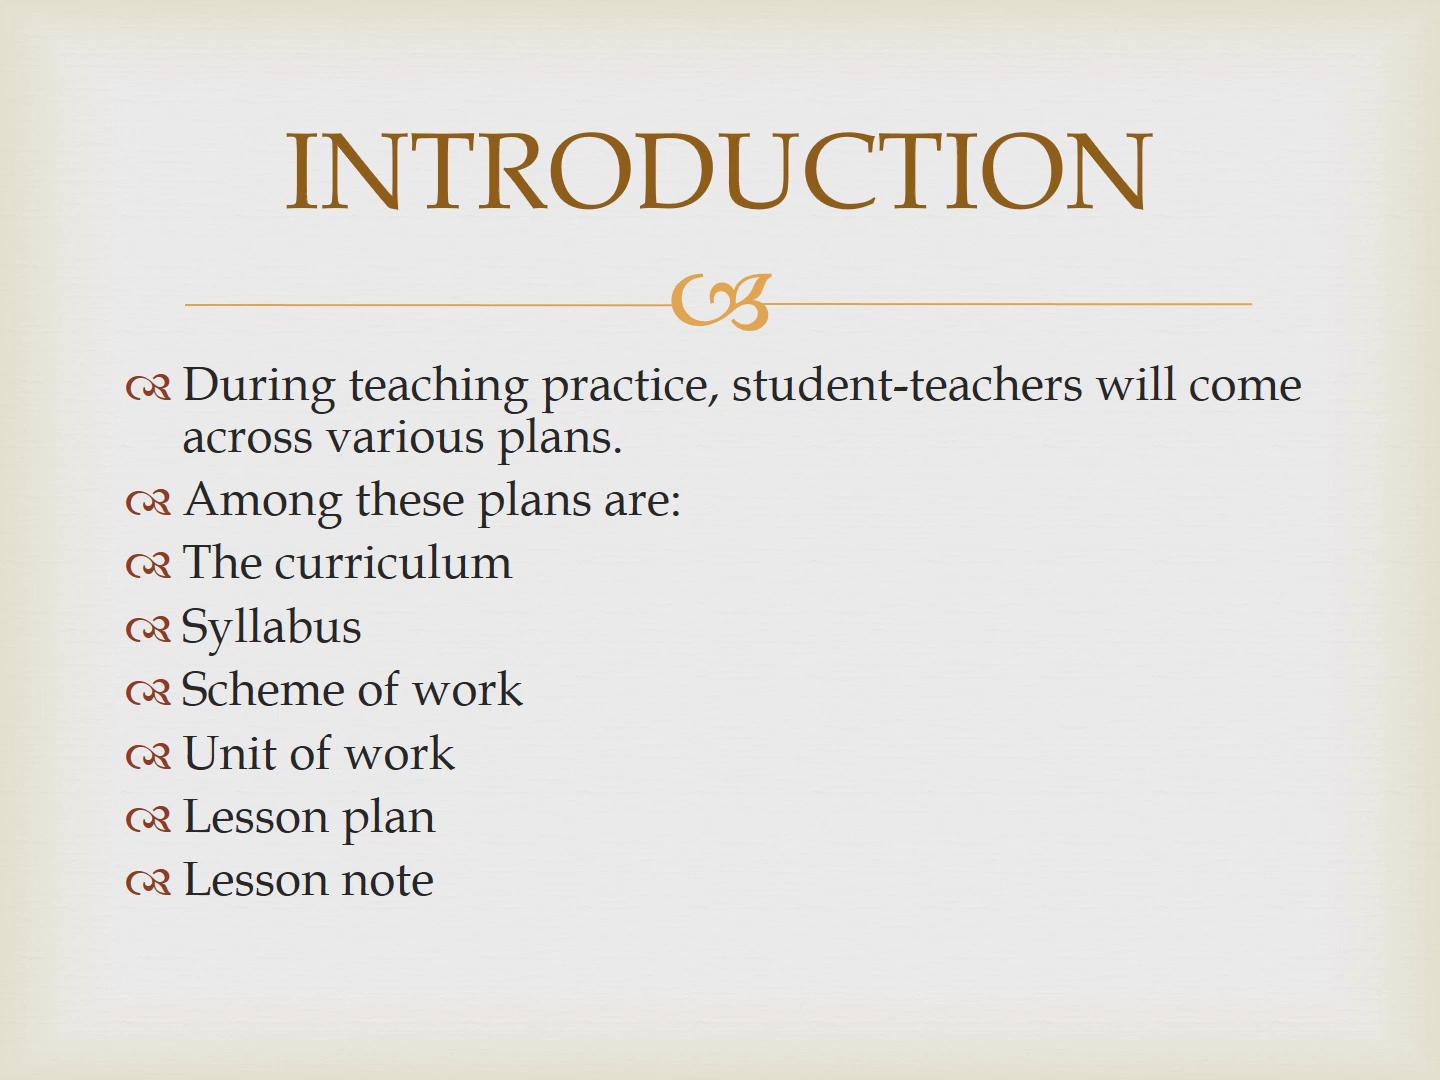 INTRODUCTION
During teaching practice, student-teachers will come
across various plans.
Among these plans are:
The curriculum
Syllabus
Scheme of work
Unit of work
Lesson plan
Lesson note